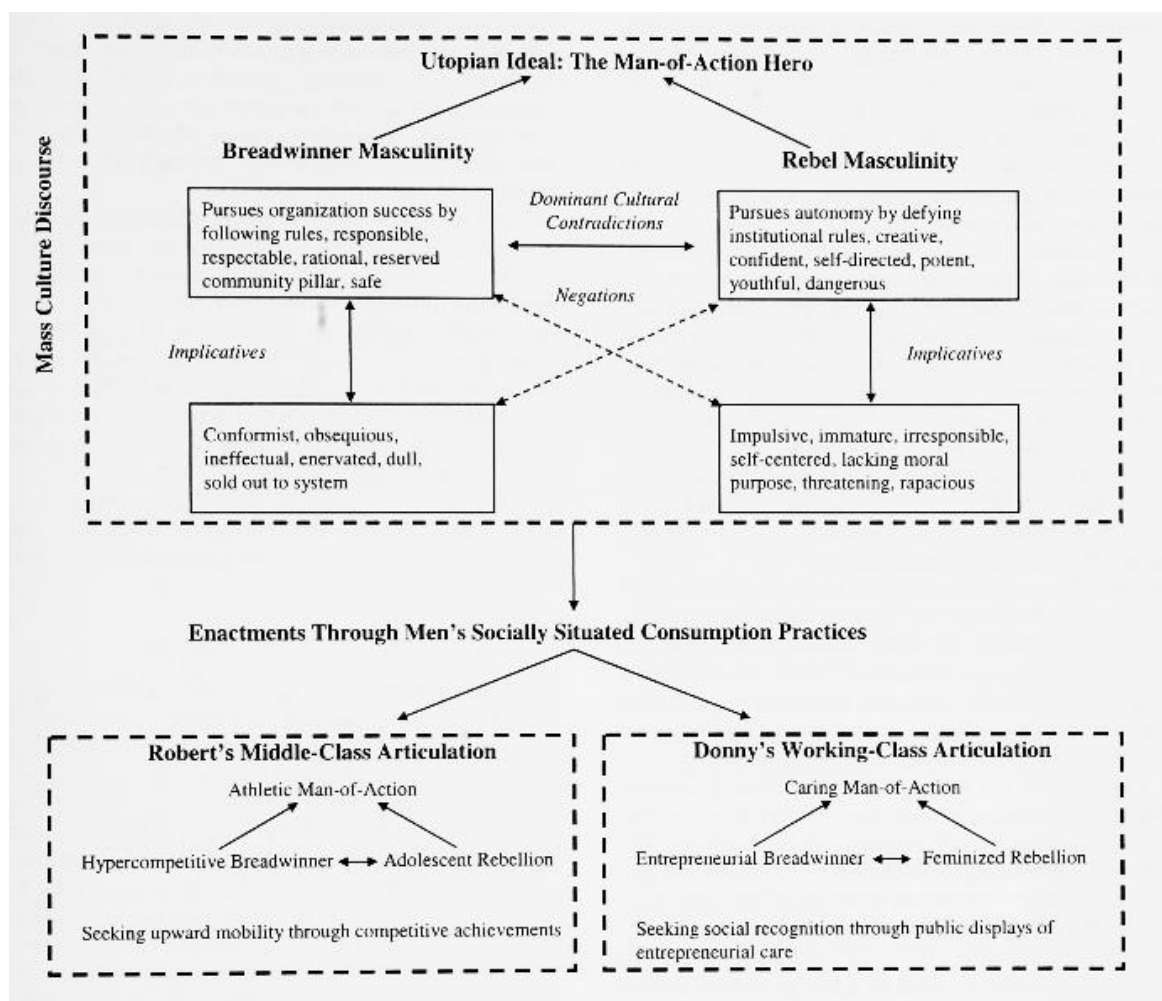 Utopian Ideal: The Man-of-Action Hero
Mass Culture Discourse
Breadwinner Masculinity
Rebel Masculinity
Pursues organization success by
following rules, responsible,
respectable, rational, reserved
community pillar, safe
Dominant Cultural
Contradictions
Pursues autonomy by defying
institutional rules, creative,
confident, self-directed, potent,
youthful, dangerous
Negations
Implicatives
Implicatives
Conformist, obsequious,
ineffectual, enervated, dull,
sold out to system
Impulsive, immature, irresponsible,
self-centered, lacking moral
purpose, threatening, rapacious
Enactments Through Men's Socially Situated Consumption Practices
Robert's Middle-Class Articulation
Athletic Man-of-Action
Hypercompetitive Breadwinner
Adolescent Rebellion
Seeking upward mobility through competitive achievements
Donny's Working-Class Articulation
Caring Man-of-Action
Entrepreneurial Breadwinner
Feminized Rebellion
Seeking social recognition through public displays of
entrepreneurial care